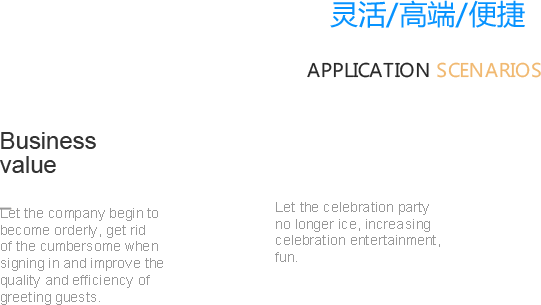 灵活/高端/便捷
APPLICATION SCENARIOS
Business
value
Let the company begin to
become orderly, get rid
of the cumbersome when
signing in and improve the
quality and efficiency of
greeting guests.
Let the celebration party
no longer ice, increasing
celebration entertainment,
fun.